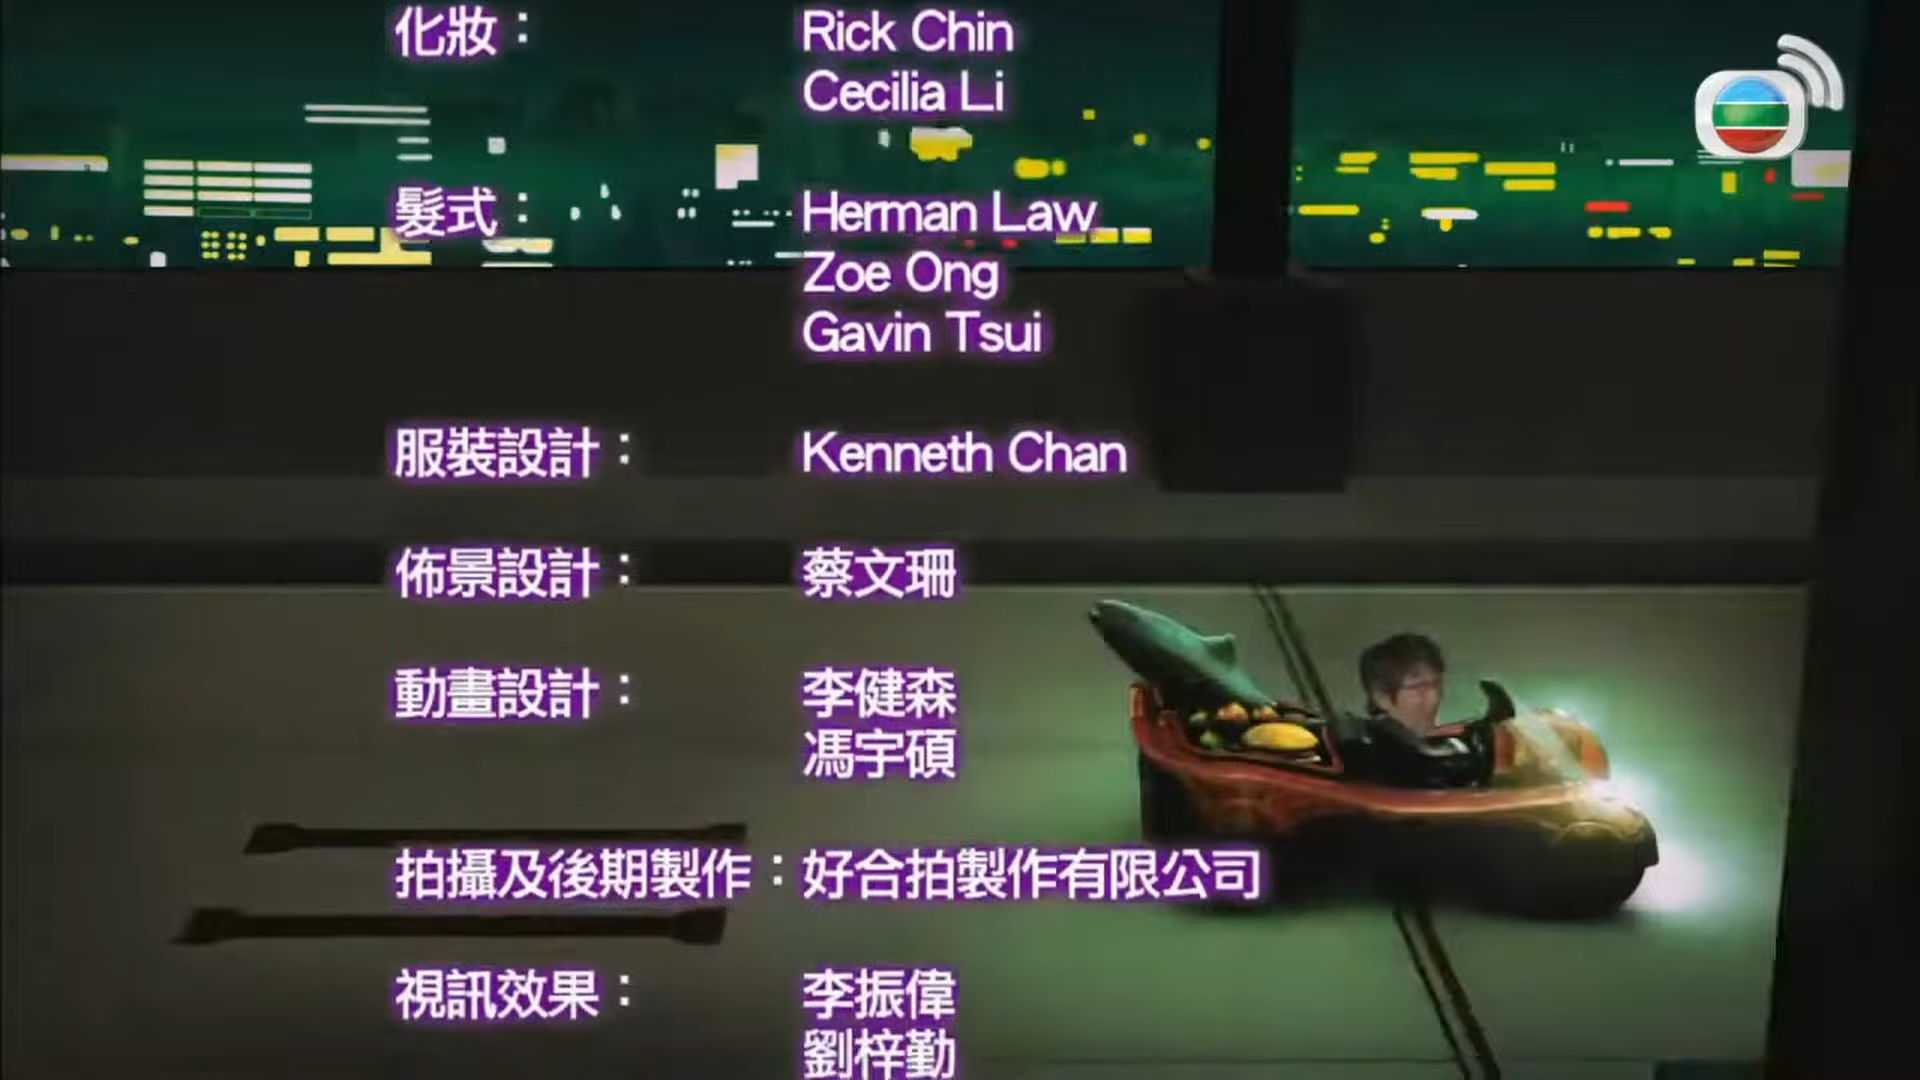 化妝： Rick Chin
Cecilia Li
髮式： Herman Law
Zoe Ong
Gavin Tsui
服裝設計： Kenneth Chan
佈景設計： 蔡文珊
動畫設計： 李健森
馮宇碩
拍攝及後期製作：好合拍製作有限公司
視訊效果： 李振偉
劉梓勤